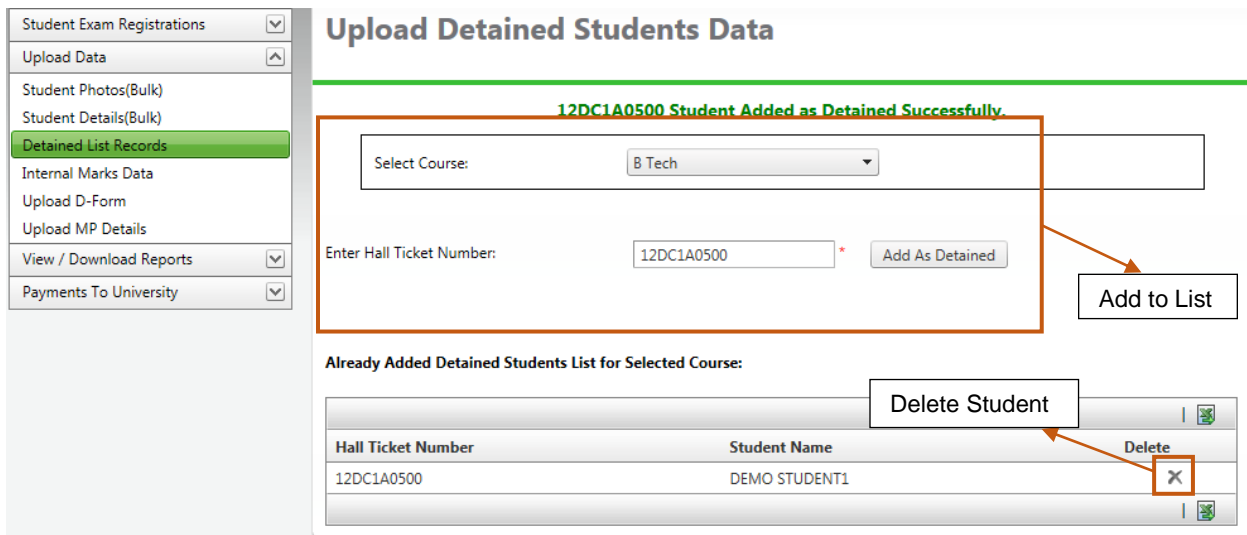 Student Exam Registrations
Upload Data
Student Photos(Bulk)
Student Details(Bulk)
Detained List Records
Internal Marks Data
Upload D-Form
Upload MP Details
View / Download Reports
Payments To University
Upload Detained Students Data
12DC1A0500 Student Added as Detained Successfully.
Select Course: B Tech
Enter Hall Ticket Number: 12DC1A0500 * Add As Detained
Add to List
Already Added Detained Students List for Selected Course:
Delete Student
|
Hall Ticket Number Student Name Delete
12DC1A0500 DEMO STUDENT1
|